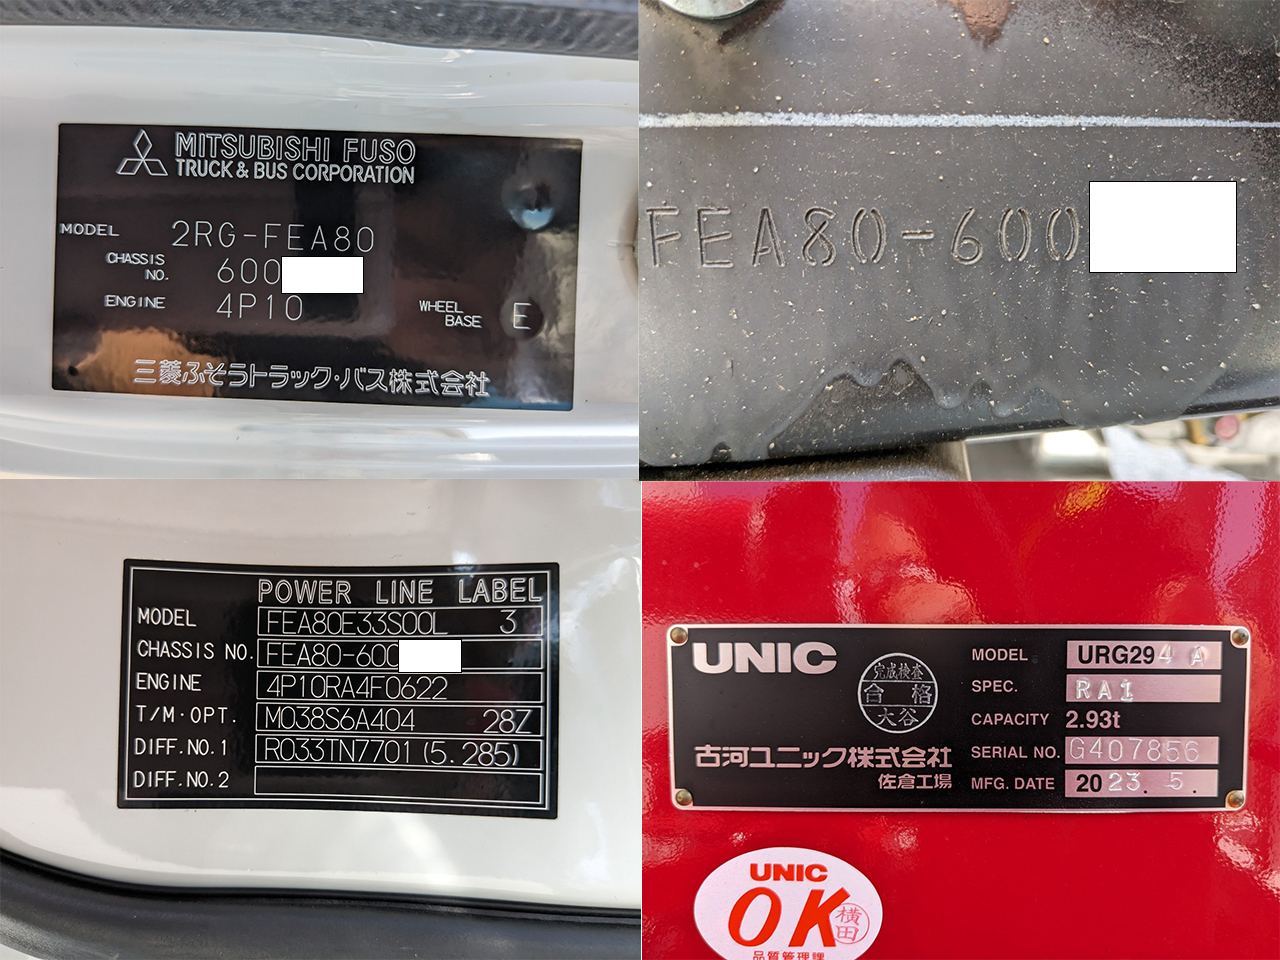 MITSUBISHI FUSO
TRUCK & BUS CORPORATION
MODEL 2RG-FEA80
CHASSIS NO. 600
ENGINE 4P10 WHEEL BASE E
三菱ふそうトラック・バス株式会社
FEA80-600
POWER LINE LABEL
MODEL FEA80E33S00L 3
CHASSIS NO. FEA80-600
ENGINE 4P10RA4F0622
T/M・OPT. M038S6A404 28Z
DIFF.NO.1 R033TN7701(5.285)
DIFF.NO.2
UNIC
完成検査
合格
大谷
古河ユニック株式会社
佐倉工場
MODEL URG294 A
SPEC. RA1
CAPACITY 2.93t
SERIAL NO. G407856
MFG. DATE 2023. 5.
UNIC
OK
横田
品質管理課